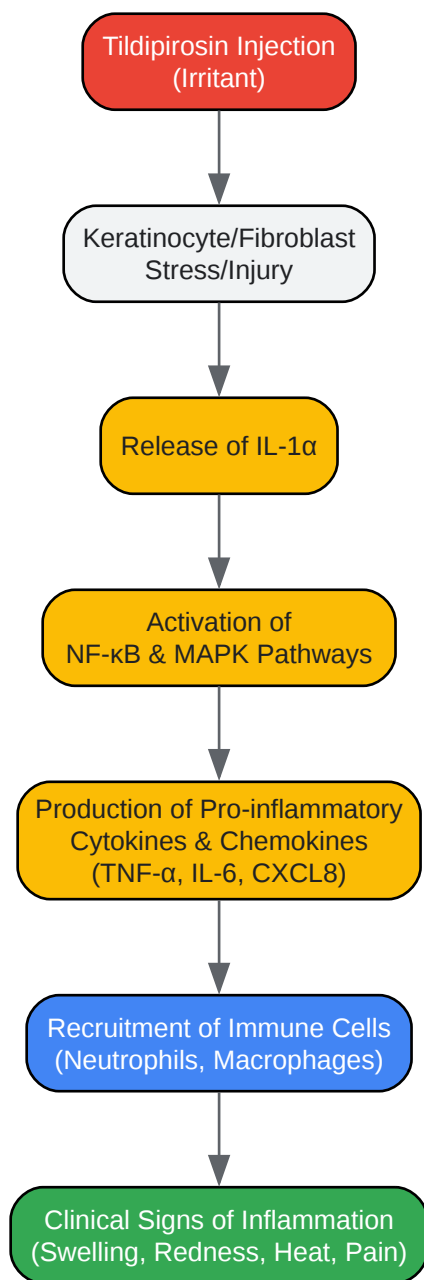 Tildipirosin Injection
(Irritant)
Keratinocyte/Fibroblast
Stress/Injury
Release of IL-1α
Activation of
NF-κB & MAPK Pathways
Production of Pro-inflammatory
Cytokines & Chemokines
(TNF-α, IL-6, CXCL8)
Recruitment of Immune Cells
(Neutrophils, Macrophages)
Clinical Signs of Inflammation
(Swelling, Redness, Heat, Pain)